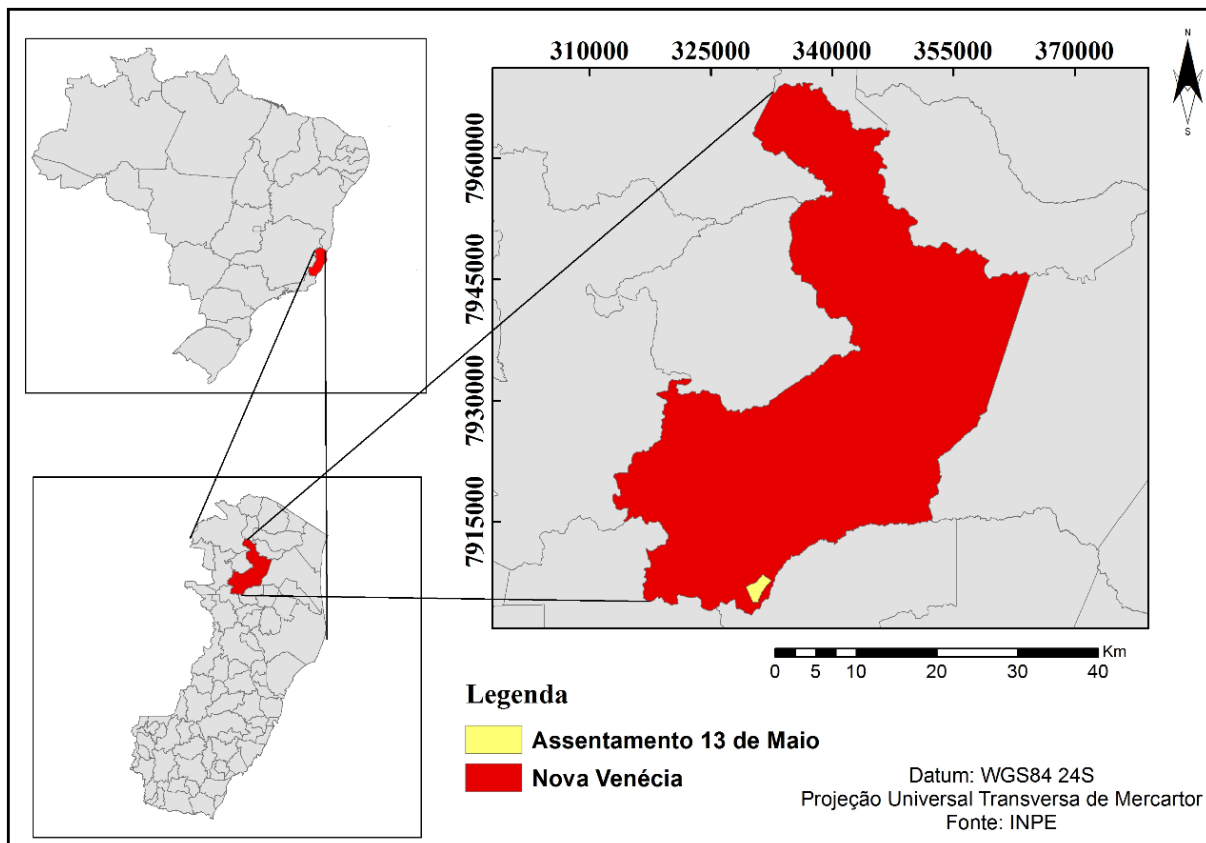 310000 325000 340000 355000 370000
N
S
7960000
7945000
7930000
7915000
0 5 10 20 30 40
Km
Legenda
Assentamento 13 de Maio
Nova Venécia
Datum: WGS84 24S
Projeção Universal Transversa de Mercartor
Fonte: INPE